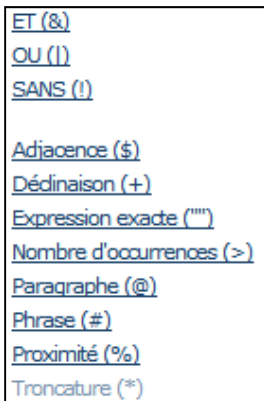 ET (&)
OU (|)
SANS (!)
Adjacence ($)
Déclinaison (+)
Expression exacte ("")
Nombre d'occurrences (>)
Paragraphe (@)
Phrase (#)
Proximité (%)
Troncature (*)